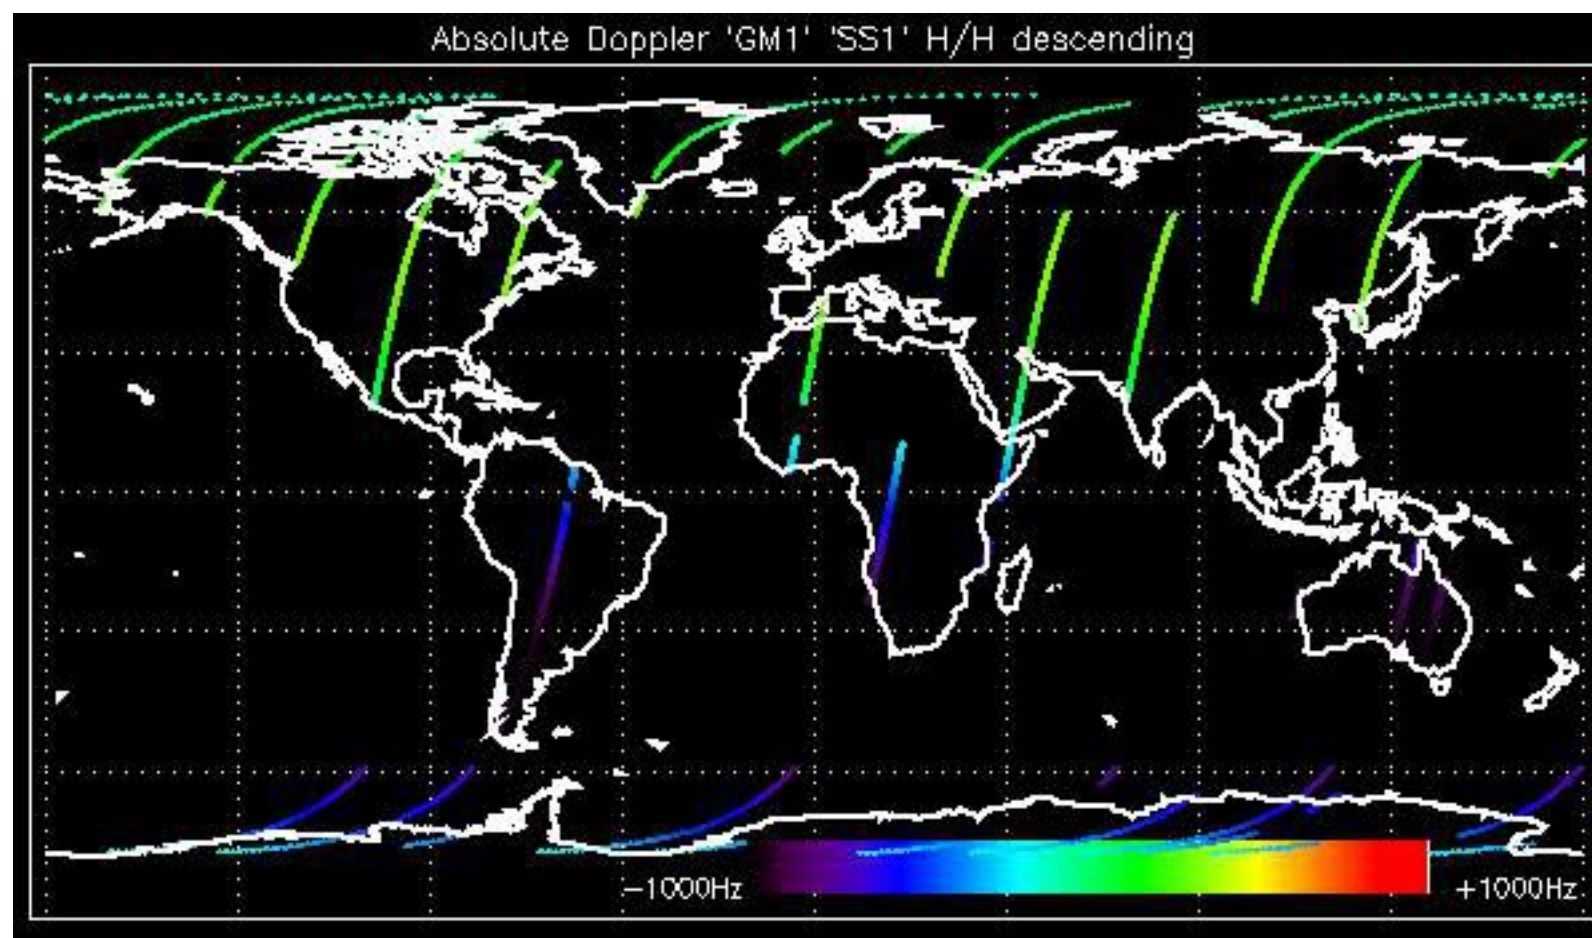 Absolute Doppler 'GM1' 'SS1' H/H descending
−1000Hz
+1000Hz